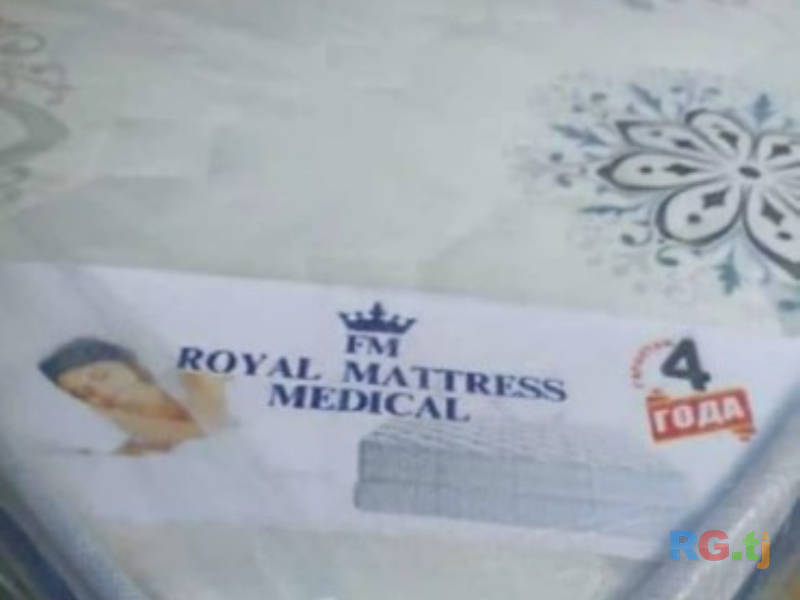 FM
ROYAL MATTRESS
MEDICAL
4
ГОДА
RG.tj